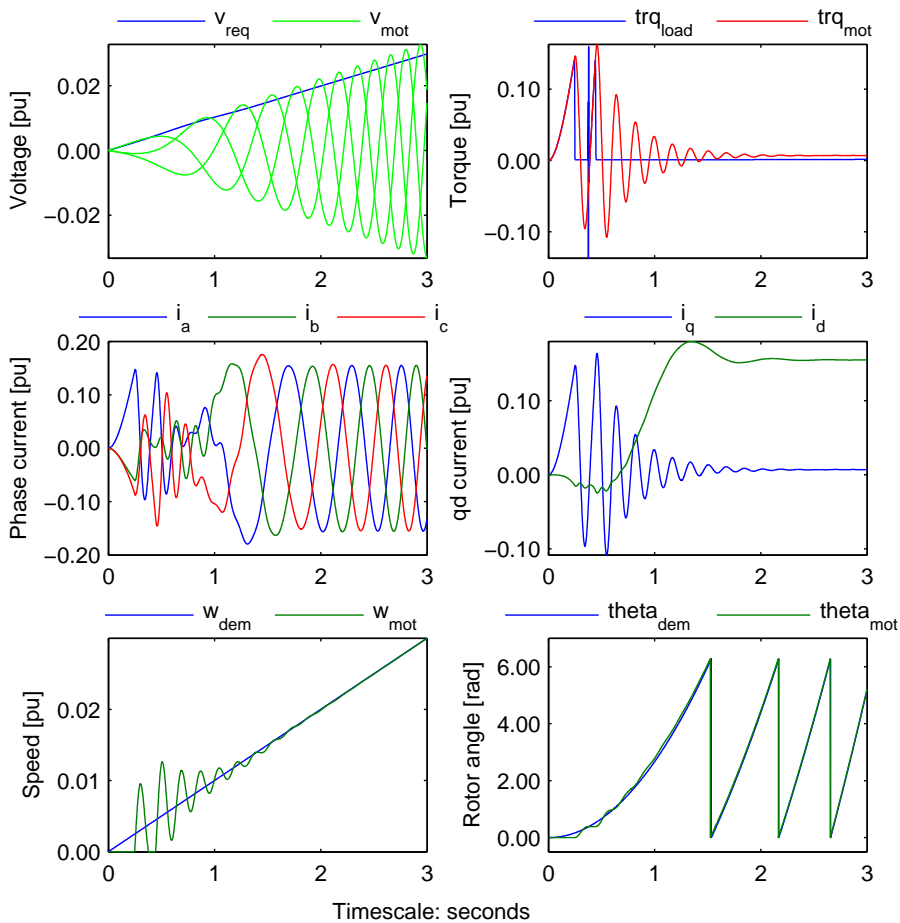 v_req v_mot
Voltage [pu]
0.02
0.00
−0.02
0 1 2 3
trq_load trq_mot
Torque [pu]
0.10
0.00
−0.10
0 1 2 3
i_a i_b i_c
Phase current [pu]
0.20
0.10
0.00
−0.10
−0.20
0 1 2 3
i_q i_d
qd current [pu]
0.10
0.00
−0.10
0 1 2 3
w_dem w_mot
Speed [pu]
0.02
0.01
0.00
0 1 2 3
theta_dem theta_mot
Rotor angle [rad]
6.00
4.00
2.00
0.00
0 1 2 3
Timescale: seconds